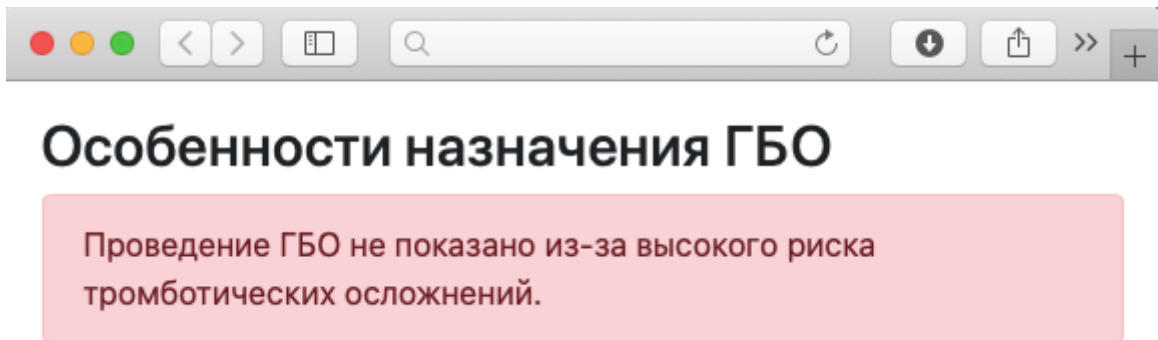 Особенности назначения ГБО
Проведение ГБО не показано из-за высокого риска
тромботических осложнений.